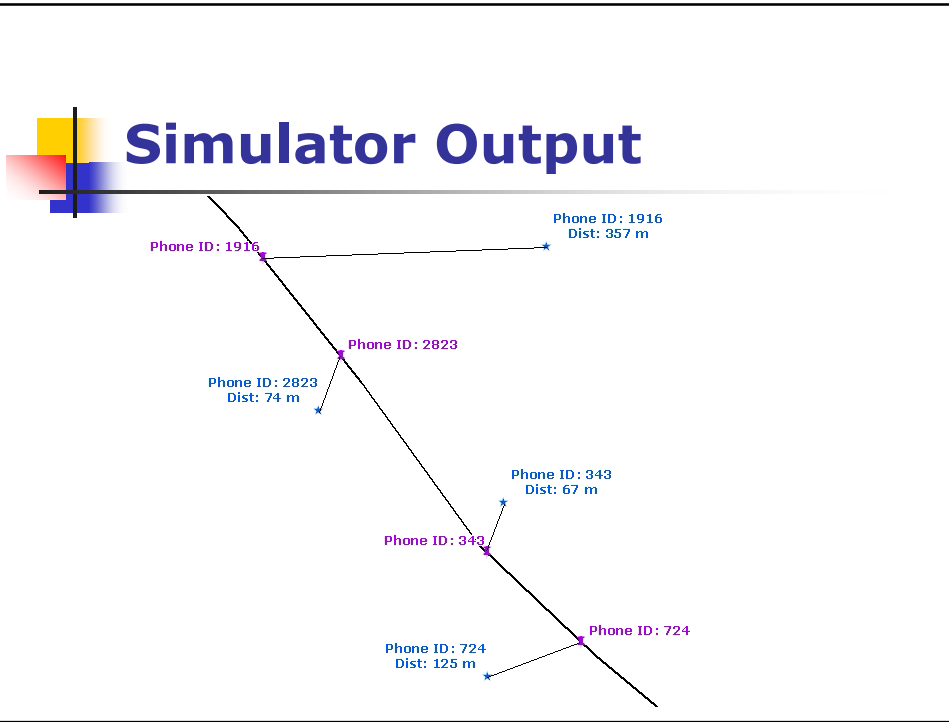 Simulator Output
Phone ID: 1916
Dist: 357 m
Phone ID: 1916
Phone ID: 2823
Phone ID: 2823
Dist: 74 m
Phone ID: 343
Dist: 67 m
Phone ID: 343
Phone ID: 724
Phone ID: 724
Dist: 125 m